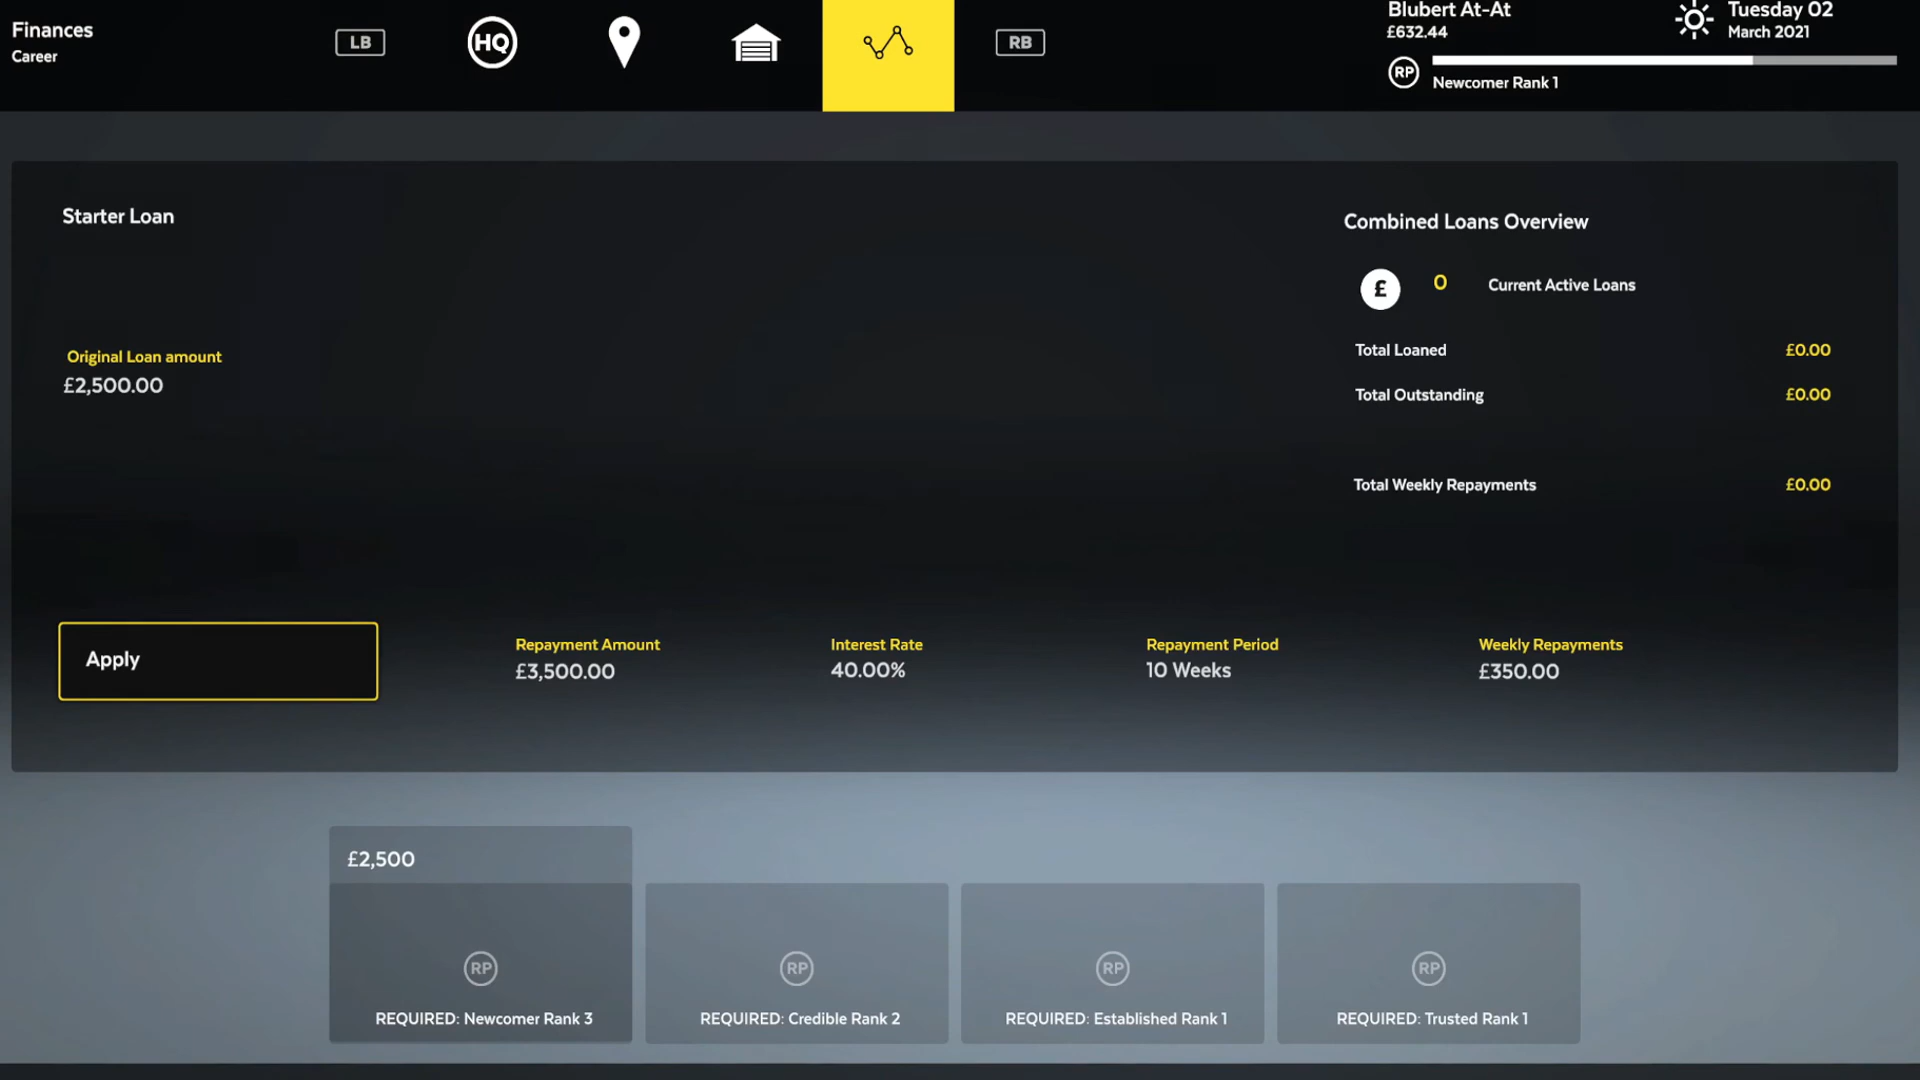 Finances
Career
LB
HQ
RB
Blubert At-At
£632.44
RP
Newcomer Rank 1
Tuesday 02
March 2021
Starter Loan
Original Loan amount
£2,500.00
Combined Loans Overview
£
0
Current Active Loans
Total Loaned
£0.00
Total Outstanding
£0.00
Total Weekly Repayments
£0.00
Apply
Repayment Amount
£3,500.00
Interest Rate
40.00%
Repayment Period
10 Weeks
Weekly Repayments
£350.00
£2,500
RP
REQUIRED: Newcomer Rank 3
RP
REQUIRED: Credible Rank 2
RP
REQUIRED: Established Rank 1
RP
REQUIRED: Trusted Rank 1